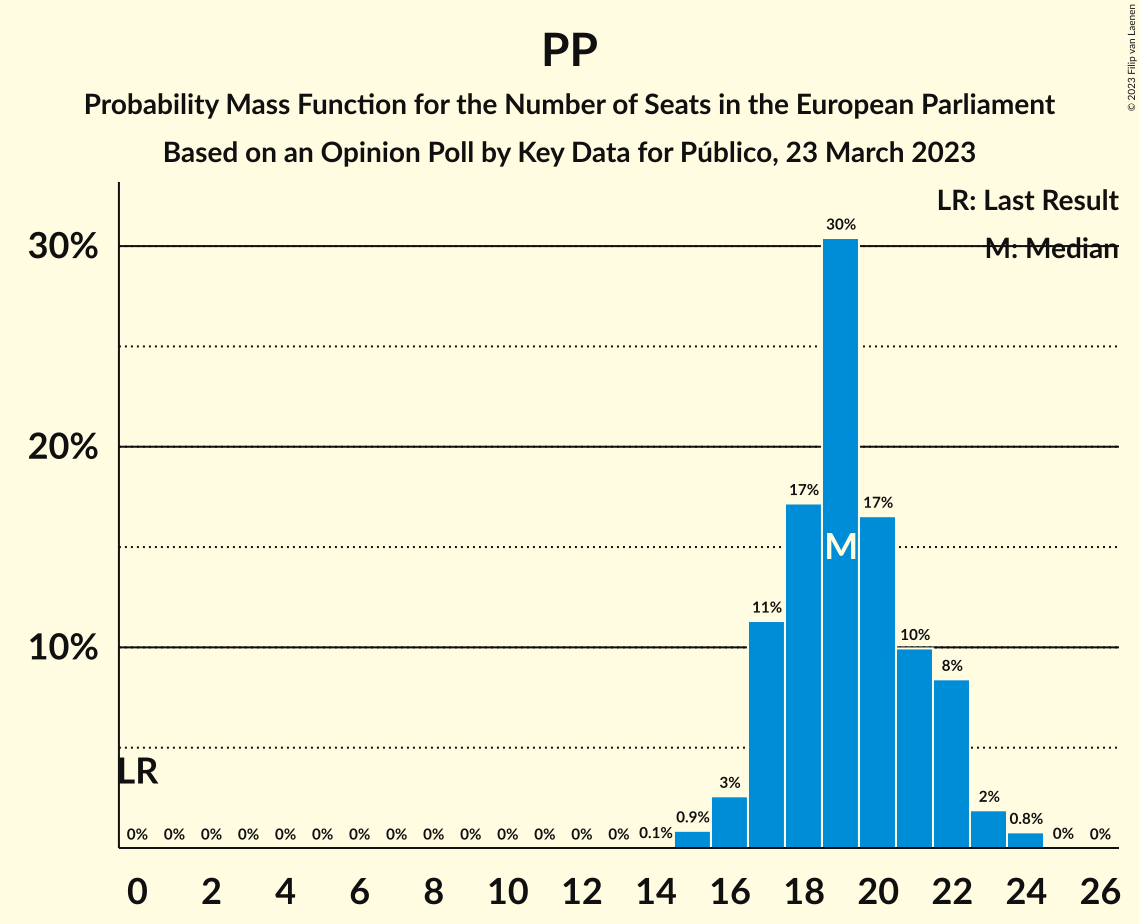 PP
Probability Mass Function for the Number of Seats in the European Parliament
Based on an Opinion Poll by Key Data for Público, 23 March 2023
© 2023 Filip van Laenen
LR: Last Result
M: Median
30%
20%
10%
LR
M
0% 0% 0% 0% 0% 0% 0% 0% 0% 0% 0% 0% 0% 0% 0.1% 0.9% 3% 11% 17% 30% 17% 10% 8% 2% 0.8% 0% 0%
0 2 4 6 8 10 12 14 16 18 20 22 24 26